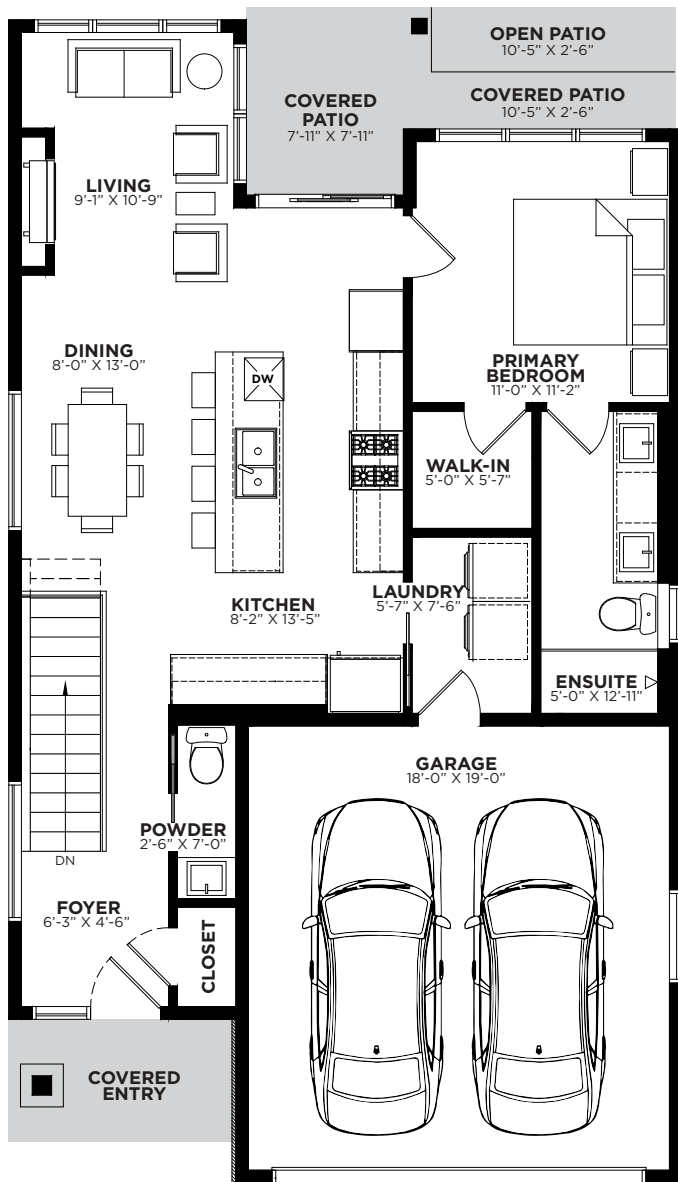 OPEN PATIO
10'-5" X 2'-6"
COVERED PATIO
10'-5" X 2'-6"
COVERED
PATIO
7'-11" X 7'-11"
LIVING
9'-1" X 10'-9"
DINING
8'-0" X 13'-0"
DW
PRIMARY
BEDROOM
11'-0" X 11'-2"
WALK-IN
5'-0" X 5'-7"
LAUNDRY
5'-7" X 7'-6"
KITCHEN
8'-2" X 13'-5"
ENSUITE
5'-0" X 12'-11"
GARAGE
18'-0" X 19'-0"
POWDER
2'-6" X 7'-0"
DN
FOYER
6'-3" X 4'-6"
CLOSET
COVERED
ENTRY